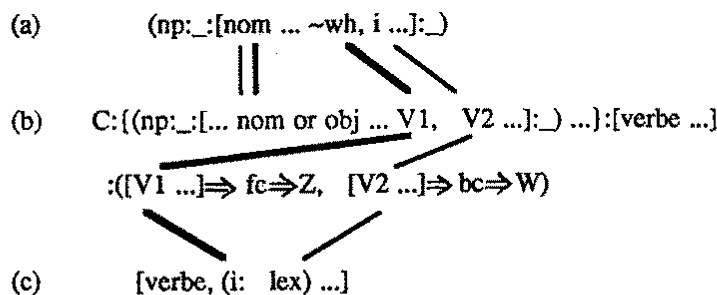 (a) (np:_:[nom ... ~wh, i ...]:_)
(b) C:{(np:_:[... nom or obj ... V1, V2 ...]:_) ...}:[verbe ...]
:([V1 ...]⇒ fc⇒Z, [V2 ...]⇒ bc⇒W)
(c) [verbe, (i: lex) ...]